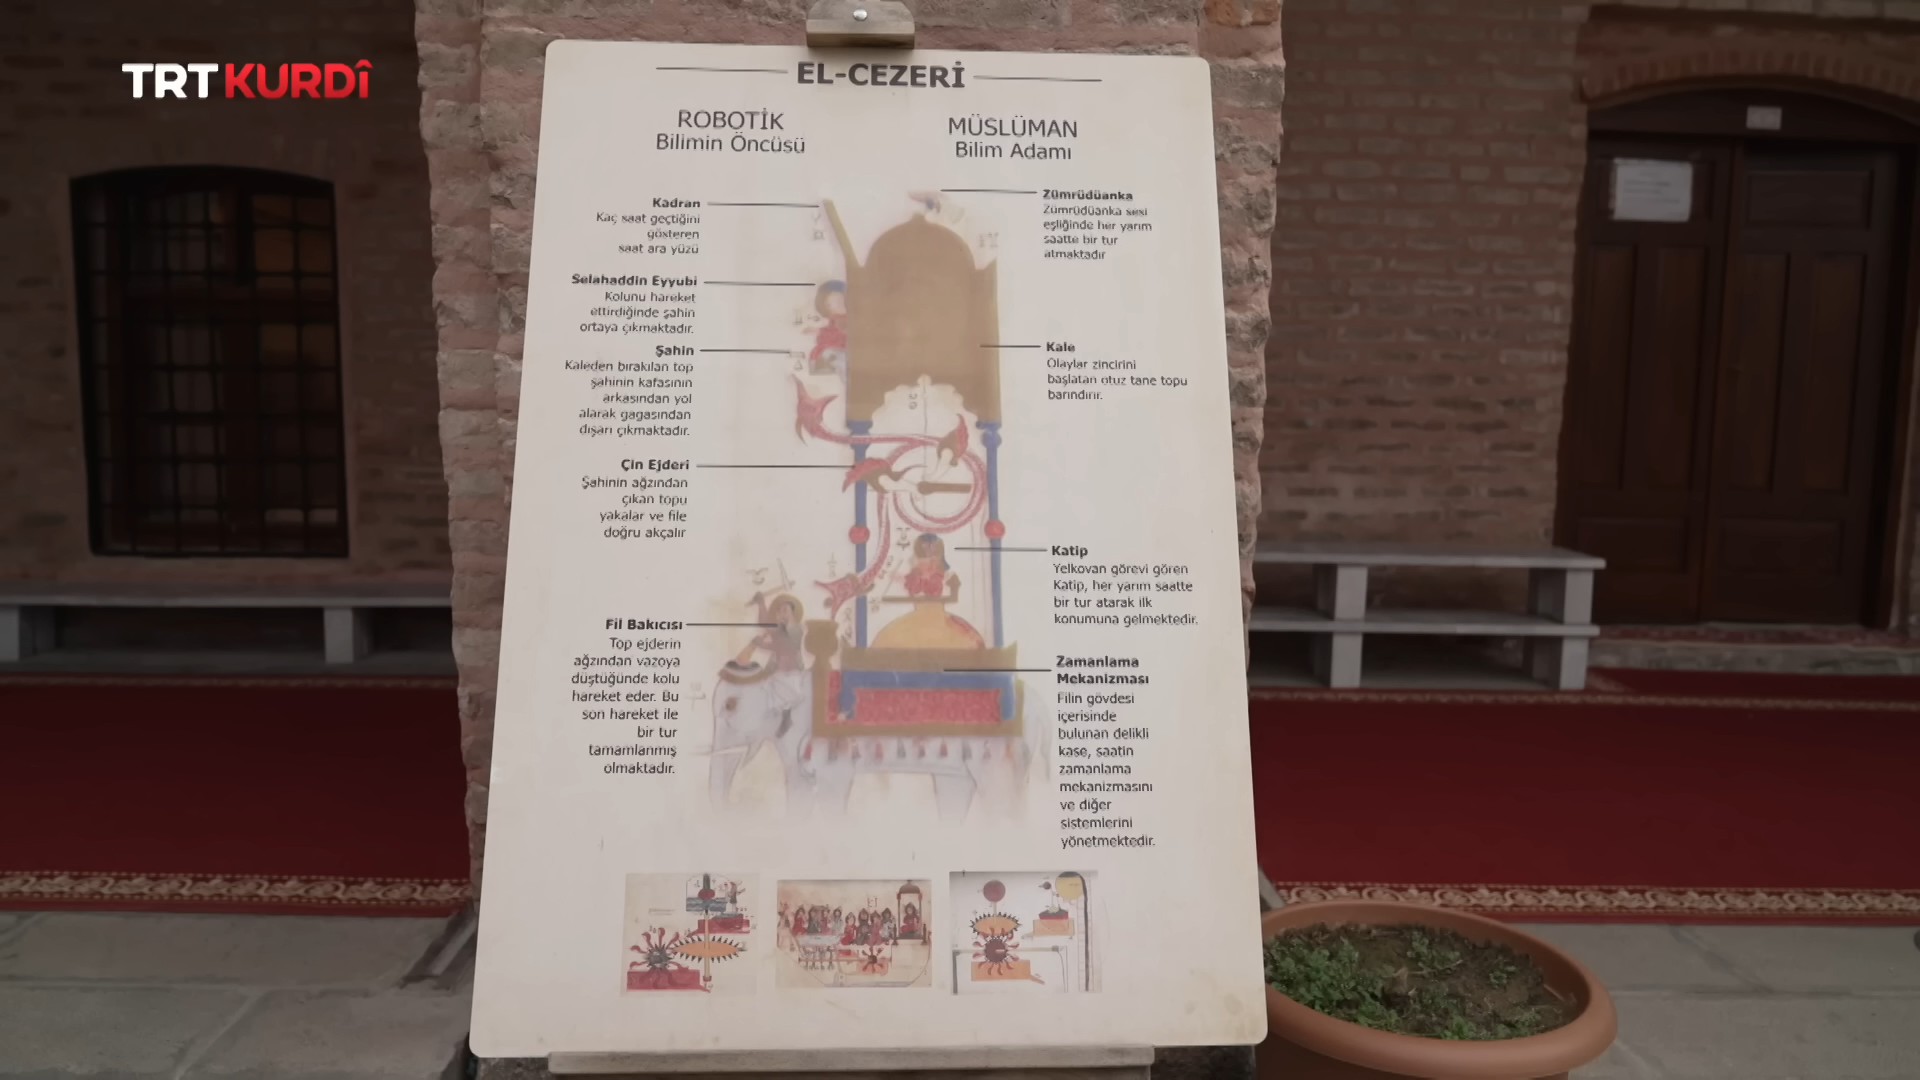 TRT KURDÎ
EL-CEZERİ
ROBOTİK
Bilimin Öncüsü
MÜSLÜMAN
Bilim Adamı
Kadran
Kaç saat geçtiğini
gösteren
saat ara yüzü
Selahaddin Eyyubi
Kolunu hareket
ettirdiğinde şahin
ortaya çıkmaktadır.
Şahin
Kaleden bırakılan top
şahinin kafasının
arkasından yol
alarak gagasından
dışarı çıkmaktadır.
Çin Ejderi
Şahinin ağzından
çıkan topu
yakalar ve file
doğru akçalır
Fil Bakıcısı
Top ejderin
ağzından vazoya
düştüğünde kolu
hareket eder. Bu
son hareket ile
bir tur
tamamlanmış
olmaktadır.
Zümrüdüanka
Zümrüdüanka sesi
eşliğinde her yarım
saatte bir tur
atmaktadır
Kale
Olaylar zincirini
başlatan otuz tane topu
barındırır.
Katip
Yelkovan görevi gören
Katip, her yarım saatte
bir tur atarak ilk
konumuna gelmektedir.
Zamanlama
Mekanizması
Filin gövdesi
içerisinde
bulunan delikli
kase, saatin
zamanlama
mekanizmasını
ve diğer
sistemlerini
yönetmektedir.